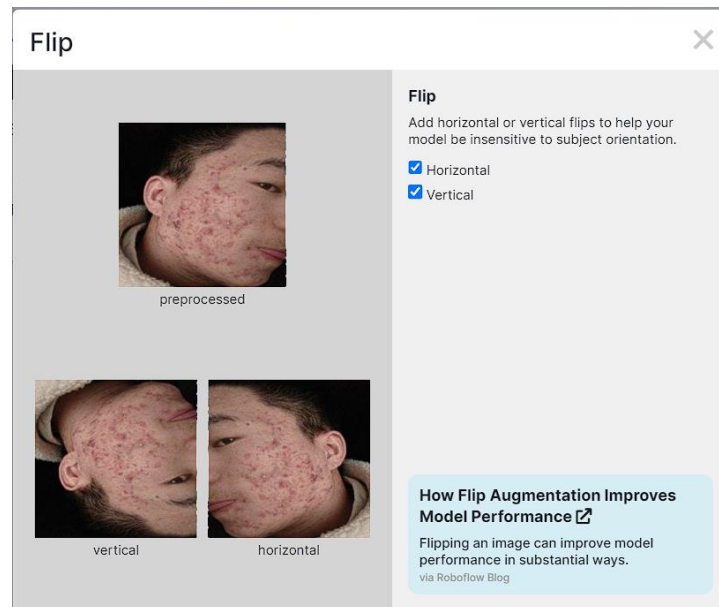 Flip
Flip
Add horizontal or vertical flips to help your
model be insensitive to subject orientation.
Horizontal
Vertical
preprocessed
vertical
horizontal
How Flip Augmentation Improves
Model Performance
Flipping an image can improve model
performance in substantial ways.
via Roboflow Blog